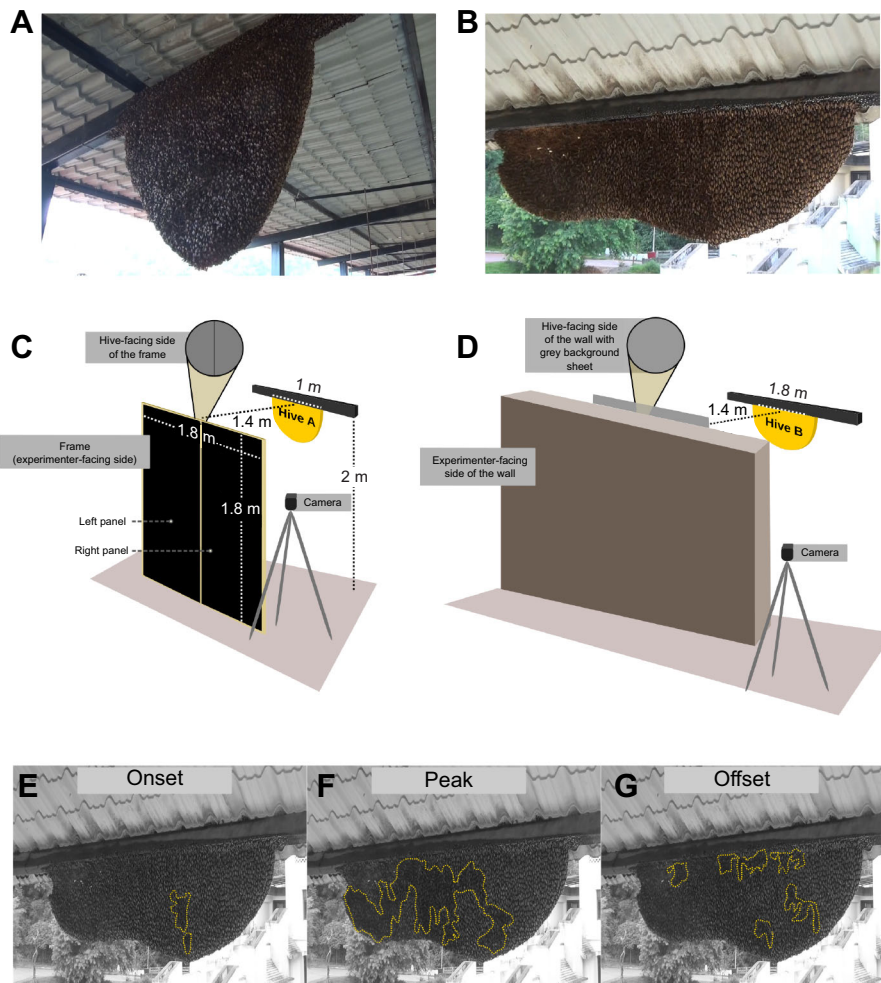 A
B
C
Hive-facing side
of the frame
1 m
Hive A
1.4 m
1.8 m
Frame
(experimenter-facing side)
2 m
1.8 m
Camera
Left panel
Right panel
D
Hive-facing side
of the wall with
grey background
sheet
1.8 m
1.4 m
Hive B
Experimenter-facing
side of the wall
Camera
E
Onset
F
Peak
G
Offset